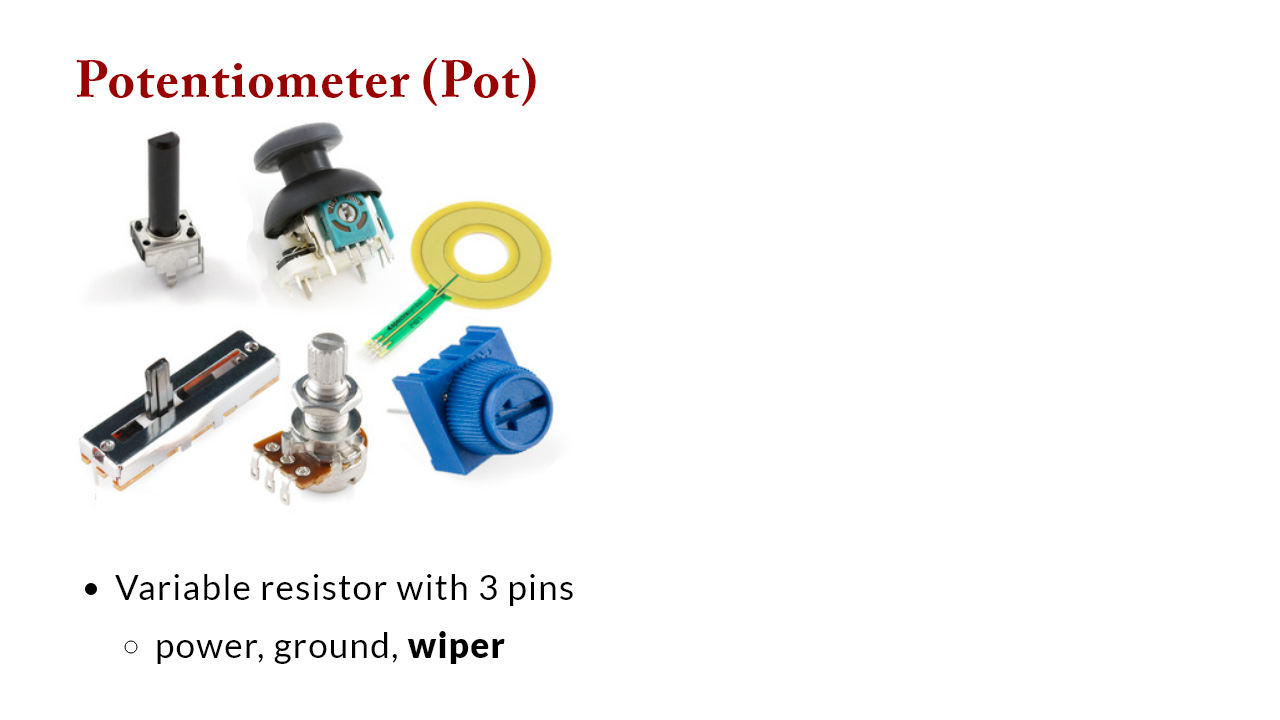 Potentiometer (Pot)
• Variable resistor with 3 pins
○ power, ground, wiper